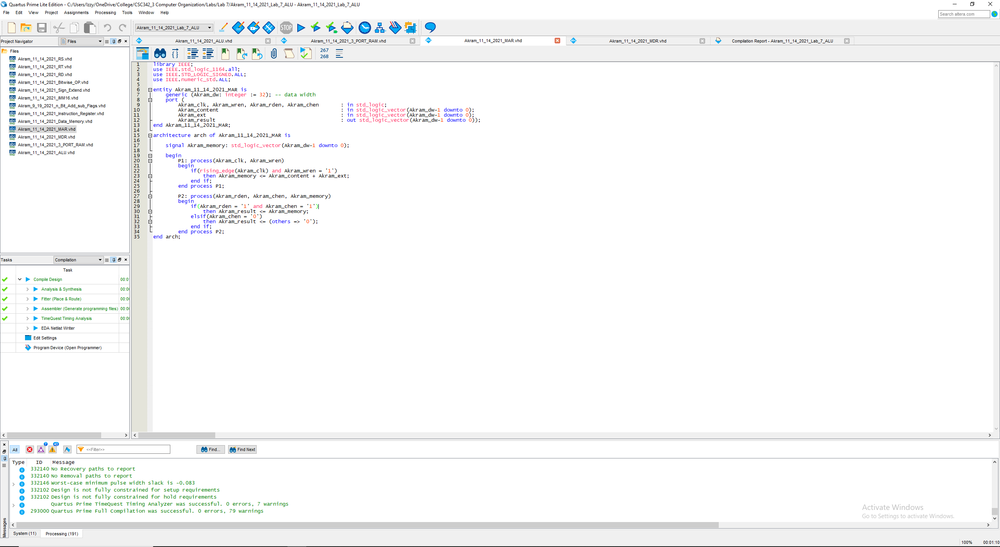 Quartus Prime Lite Edition - C:/Users/Izzy/OneDrive/College/CSC342_3 Computer Organization/Labs/Lab 7/Akram_11_14_2021_Lab_7_ALU - Akram_11_14_2021_Lab_7_ALU
File Edit View Project Assignments Processing Tools Window Help
Search altera.com
Akram_11_14_2021_Lab_7_ALU
STOP
Project Navigator Files
Akram_11_14_2021_ALU.vhd Akram_11_14_2021_3_PORT_RAM.vhd Akram_11_14_2021_MAR.vhd Akram_11_14_2021_MDR.vhd Compilation Report - Akram_11_14_2021_Lab_7_ALU
267
268
Files
Akram_11_14_2021_RS.vhd
Akram_11_14_2021_RT.vhd
Akram_11_14_2021_RD.vhd
Akram_11_14_2021_Bitwise_OP.vhd
Akram_11_14_2021_Sign_Extend.vhd
Akram_11_14_2021_IMM16.vhd
Akram_9_19_2021_n_Bit_Add_sub_Flags.vhd
Akram_11_14_2021_Instruction_Register.vhd
Akram_11_14_2021_Data_Memory.vhd
Akram_11_14_2021_MAR.vhd
Akram_11_14_2021_MDR.vhd
Akram_11_14_2021_3_PORT_RAM.vhd
Akram_11_14_2021_ALU.vhd
1 library IEEE;
2 use IEEE.std_logic_1164.all;
3 use IEEE.STD_LOGIC_SIGNED.ALL;
4 use IEEE.numeric_std.ALL;
5
6 entity Akram_11_14_2021_MAR is
7 generic (Akram_dw: integer := 32); -- data width
8 port (
9 Akram_clk, Akram_wren, Akram_rden, Akram_chen : in std_logic;
10 Akram_content : in std_logic_vector(Akram_dw-1 downto 0);
11 Akram_ext : in std_logic_vector(Akram_dw-1 downto 0);
12 Akram_result : out std_logic_vector(Akram_dw-1 downto 0));
13 end Akram_11_14_2021_MAR;
14
15 architecture arch of Akram_11_14_2021_MAR is
16
17 signal Akram_memory: std_logic_vector(Akram_dw-1 downto 0);
18
19 begin
20 P1: process(Akram_clk, Akram_wren)
21 begin
22 if(rising_edge(Akram_clk) and Akram_wren = '1')
23 then Akram_memory <= Akram_content + Akram_ext;
24 end if;
25 end process P1;
26
27 P2: process(Akram_rden, Akram_chen, Akram_memory)
28 begin
29 if(Akram_rden = '1' and Akram_chen = '1')
30 then Akram_result <= Akram_memory;
31 elsif(Akram_chen = '0')
32 then Akram_result <= (others => '0');
33 end if;
34 end process P2;
35 end arch;
Tasks Compilation
Task
Compile Design 00:0
Analysis & Synthesis 00:0
Fitter (Place & Route) 00:0
Assembler (Generate programming files) 00:0
TimeQuest Timing Analysis 00:0
EDA Netlist Writer
Edit Settings
Program Device (Open Programmer)
All 7 40 <<Filter>> Find... Find Next
Type ID Message
332140 No Recovery paths to report
332140 No Removal paths to report
332146 Worst-case minimum pulse width slack is -0.083
332102 Design is not fully constrained for setup requirements
332102 Design is not fully constrained for hold requirements
Quartus Prime TimeQuest Timing Analyzer was successful. 0 errors, 7 warnings
293000 Quartus Prime Full Compilation was successful. 0 errors, 79 warnings
Activate Windows
Go to Settings to activate Windows.
Messages
System (11) Processing (191)
100% 00:01:10